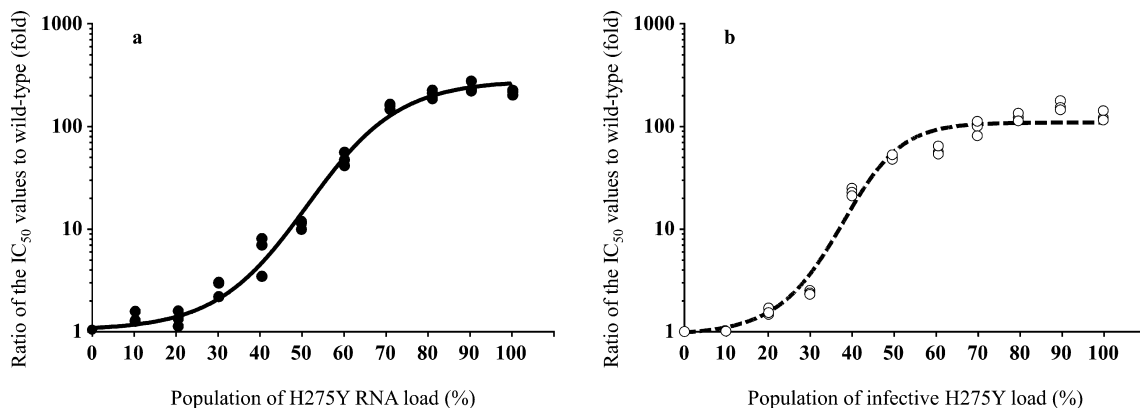 a
Ratio of the IC50 values to wild-type (fold)
1000
100
10
1
0 10 20 30 40 50 60 70 80 90 100
Population of H275Y RNA load (%)
b
Ratio of the IC50 values to wild-type (fold)
1000
100
10
1
0 10 20 30 40 50 60 70 80 90 100
Population of infective H275Y load (%)